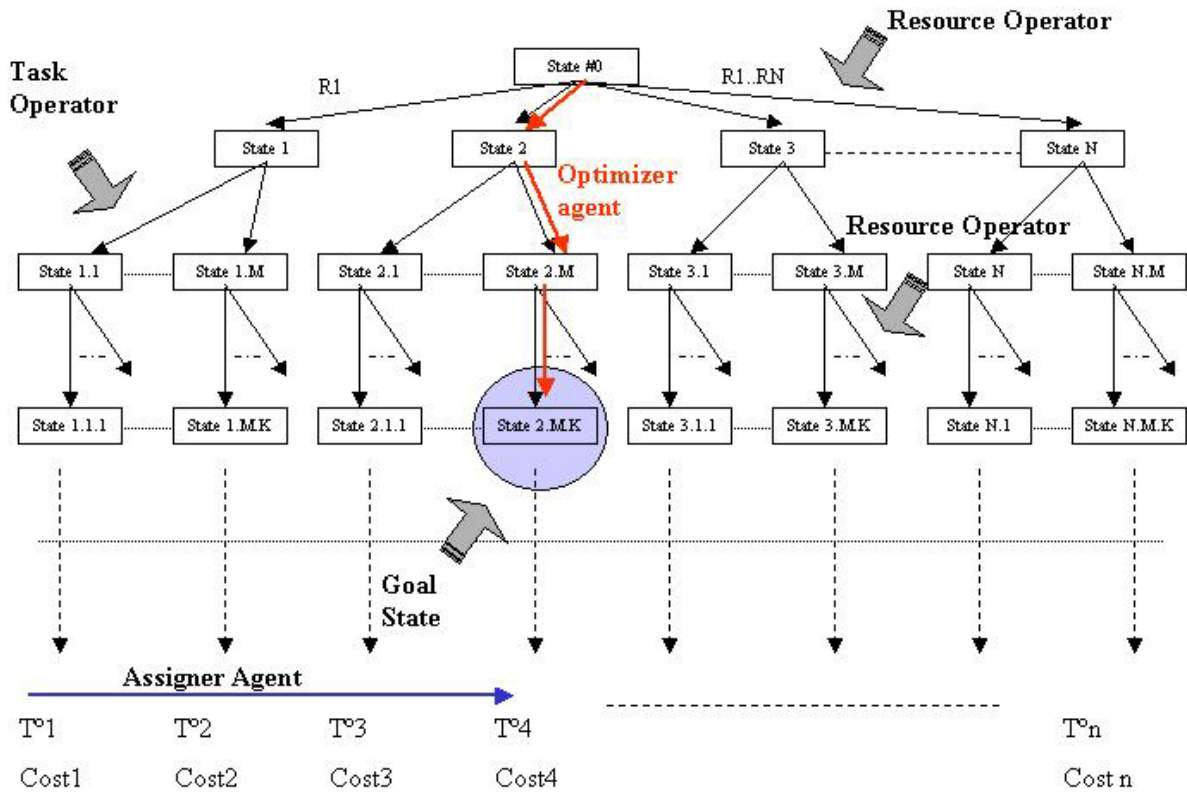 Resource Operator
Task
Operator
State #0
R1
R1..RN
State 1
State 2
State 3
State N
Optimizer
agent
Resource Operator
State 1.1
State 1.M
State 2.1
State 2.M
State 3.1
State 3.M
State N
State N.M
State 1.1.1
State 1.M.K
State 2.1.1
State 2.M.K
State 3.1.1
State 3.M.K
State N.1
State N.M.K
Goal
State
Assigner Agent
Tº1 Tº2 Tº3 Tº4 Tºn
Cost1 Cost2 Cost3 Cost4 Cost n